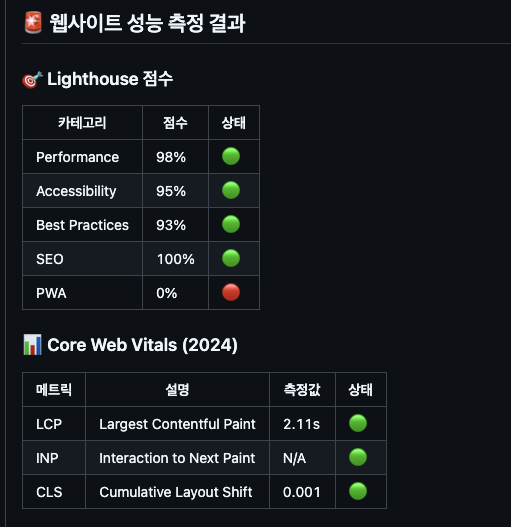 🚨 웹사이트 성능 측정 결과
🎯 Lighthouse 점수
카테고리 점수 상태
Performance 98% 🟢
Accessibility 95% 🟢
Best Practices 93% 🟢
SEO 100% 🟢
PWA 0% 🔴
📊 Core Web Vitals (2024)
메트릭 설명 측정값 상태
LCP Largest Contentful Paint 2.11s 🟢
INP Interaction to Next Paint N/A 🟢
CLS Cumulative Layout Shift 0.001 🟢